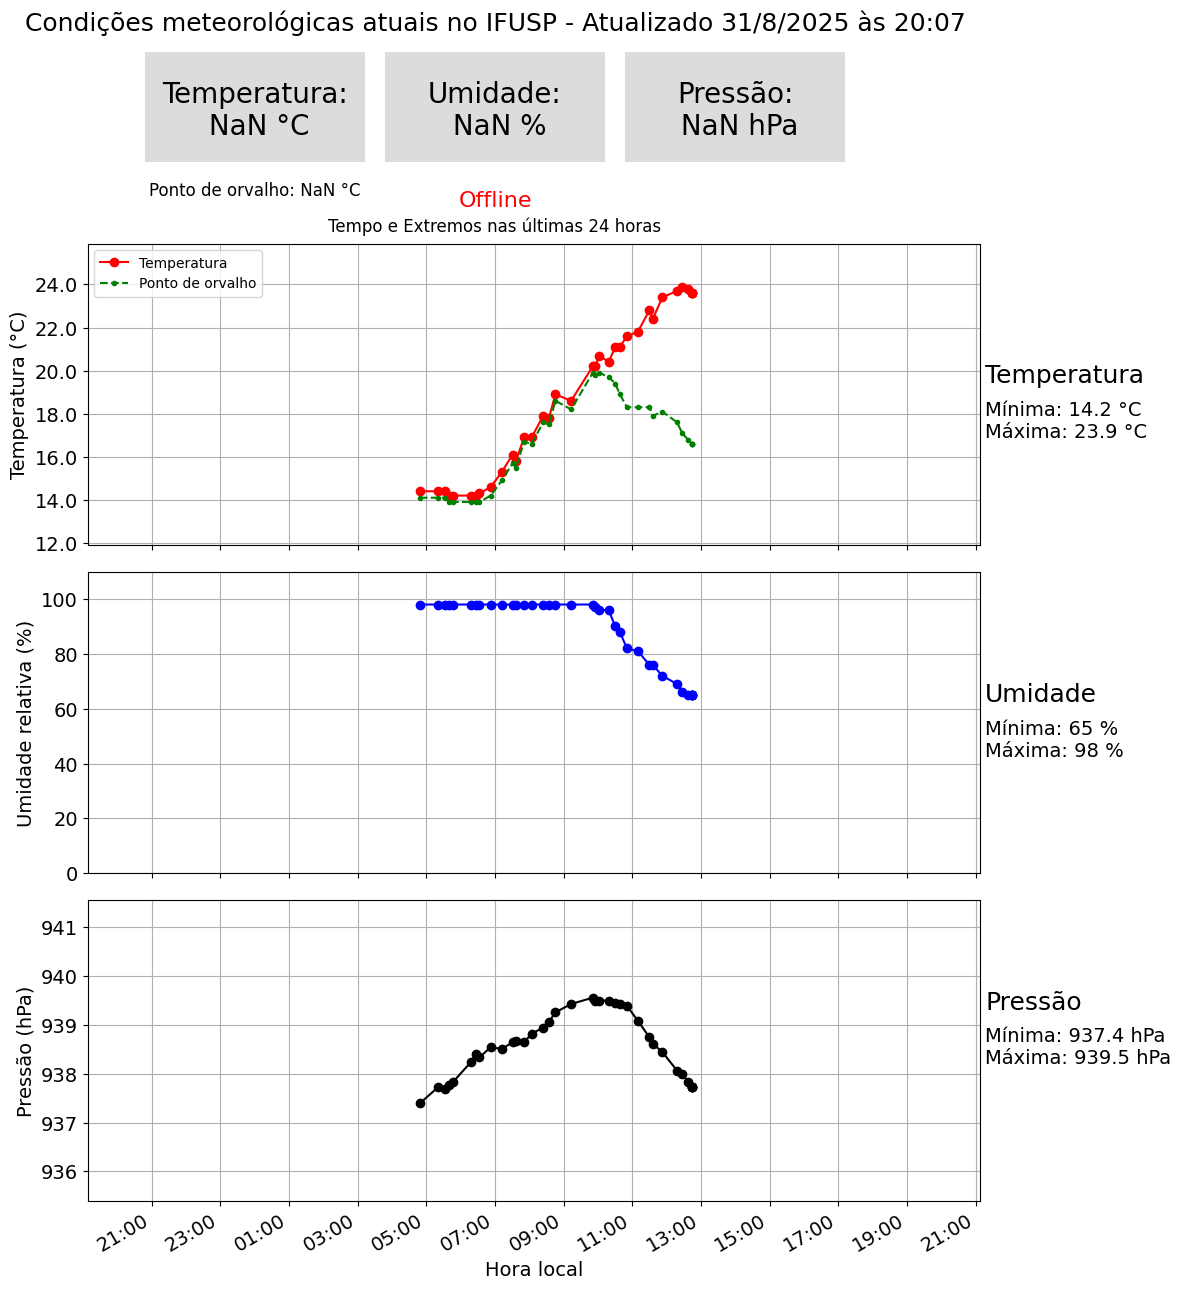 Condições meteorológicas atuais no IFUSP - Atualizado 31/8/2025 às 20:07
Temperatura:
NaN °C
Umidade:
NaN %
Pressão:
NaN hPa
Ponto de orvalho: NaN °C
Offline
Tempo e Extremos nas últimas 24 horas
Temperatura
Ponto de orvalho
Temperatura (°C)
24.0
22.0
20.0
18.0
16.0
14.0
12.0
Temperatura
Mínima: 14.2 °C
Máxima: 23.9 °C
Umidade relativa (%)
100
80
60
40
20
0
Umidade
Mínima: 65 %
Máxima: 98 %
Pressão (hPa)
941
940
939
938
937
936
Pressão
Mínima: 937.4 hPa
Máxima: 939.5 hPa
21:00 23:00 01:00 03:00 05:00 07:00 09:00 11:00 13:00 15:00 17:00 19:00 21:00
Hora local